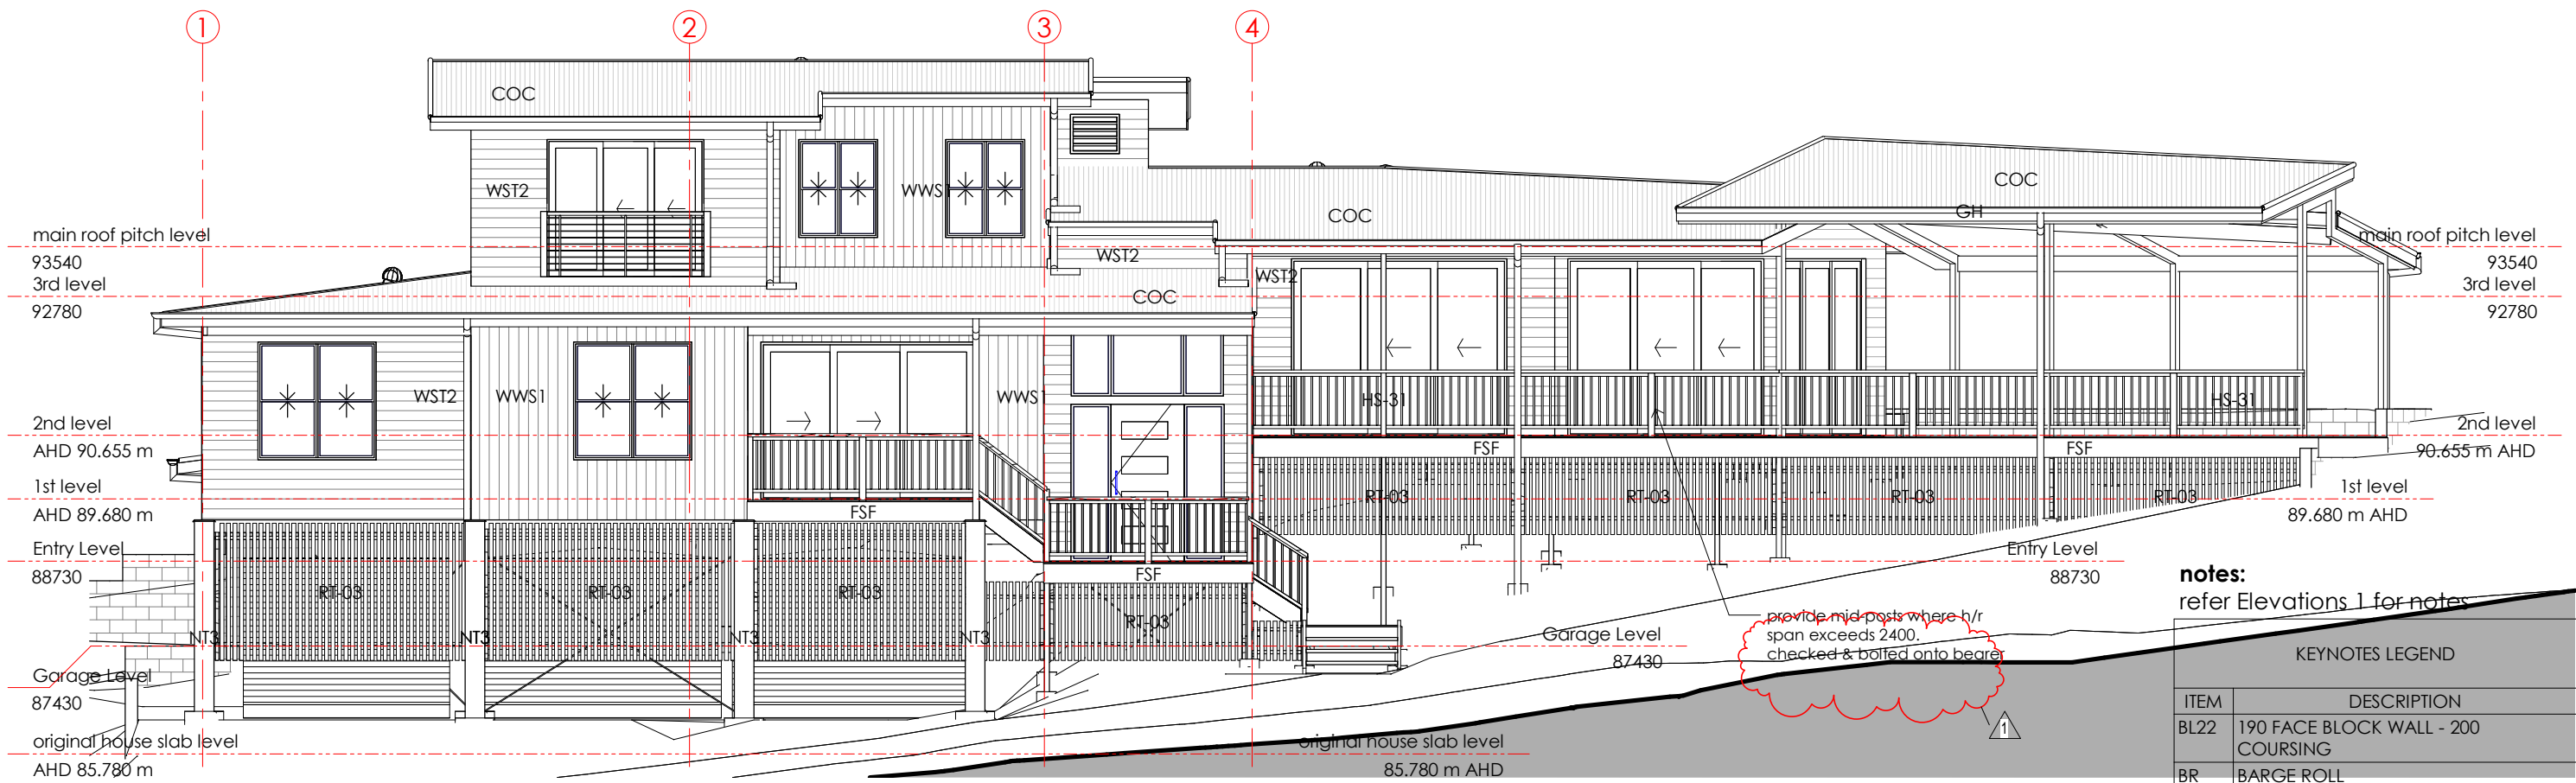 1
2
3
4
COC
WST2
WWS1
COC
COC
GH
main roof pitch level
93540
3rd level
92780
WST2
WST2
COC
main roof pitch level
93540
3rd level
92780
WST2
WWS1
WWS1
HS-31
HS-31
2nd level
AHD 90.655 m
FSF
FSF
2nd level
90.655 m AHD
1st level
AHD 89.680 m
FSF
RT-03
RT-03
RT-03
RT-03
1st level
89.680 m AHD
Entry Level
88730
FSF
Entry Level
88730
RT-03
RT-03
RT-03
RT-03
NT3
NT3
NT3
NT3
provide mid-posts where h/r
span exceeds 2400.
checked & bolted onto bearer
1
Garage Level
87430
Garage Level
87430
original house slab level
AHD 85.780 m
original house slab level
85.780 m AHD
notes:
refer Elevations 1 for notes
KEYNOTES LEGEND
ITEM DESCRIPTION
BL22 190 FACE BLOCK WALL - 200
COURSING
BR BARGE ROLL